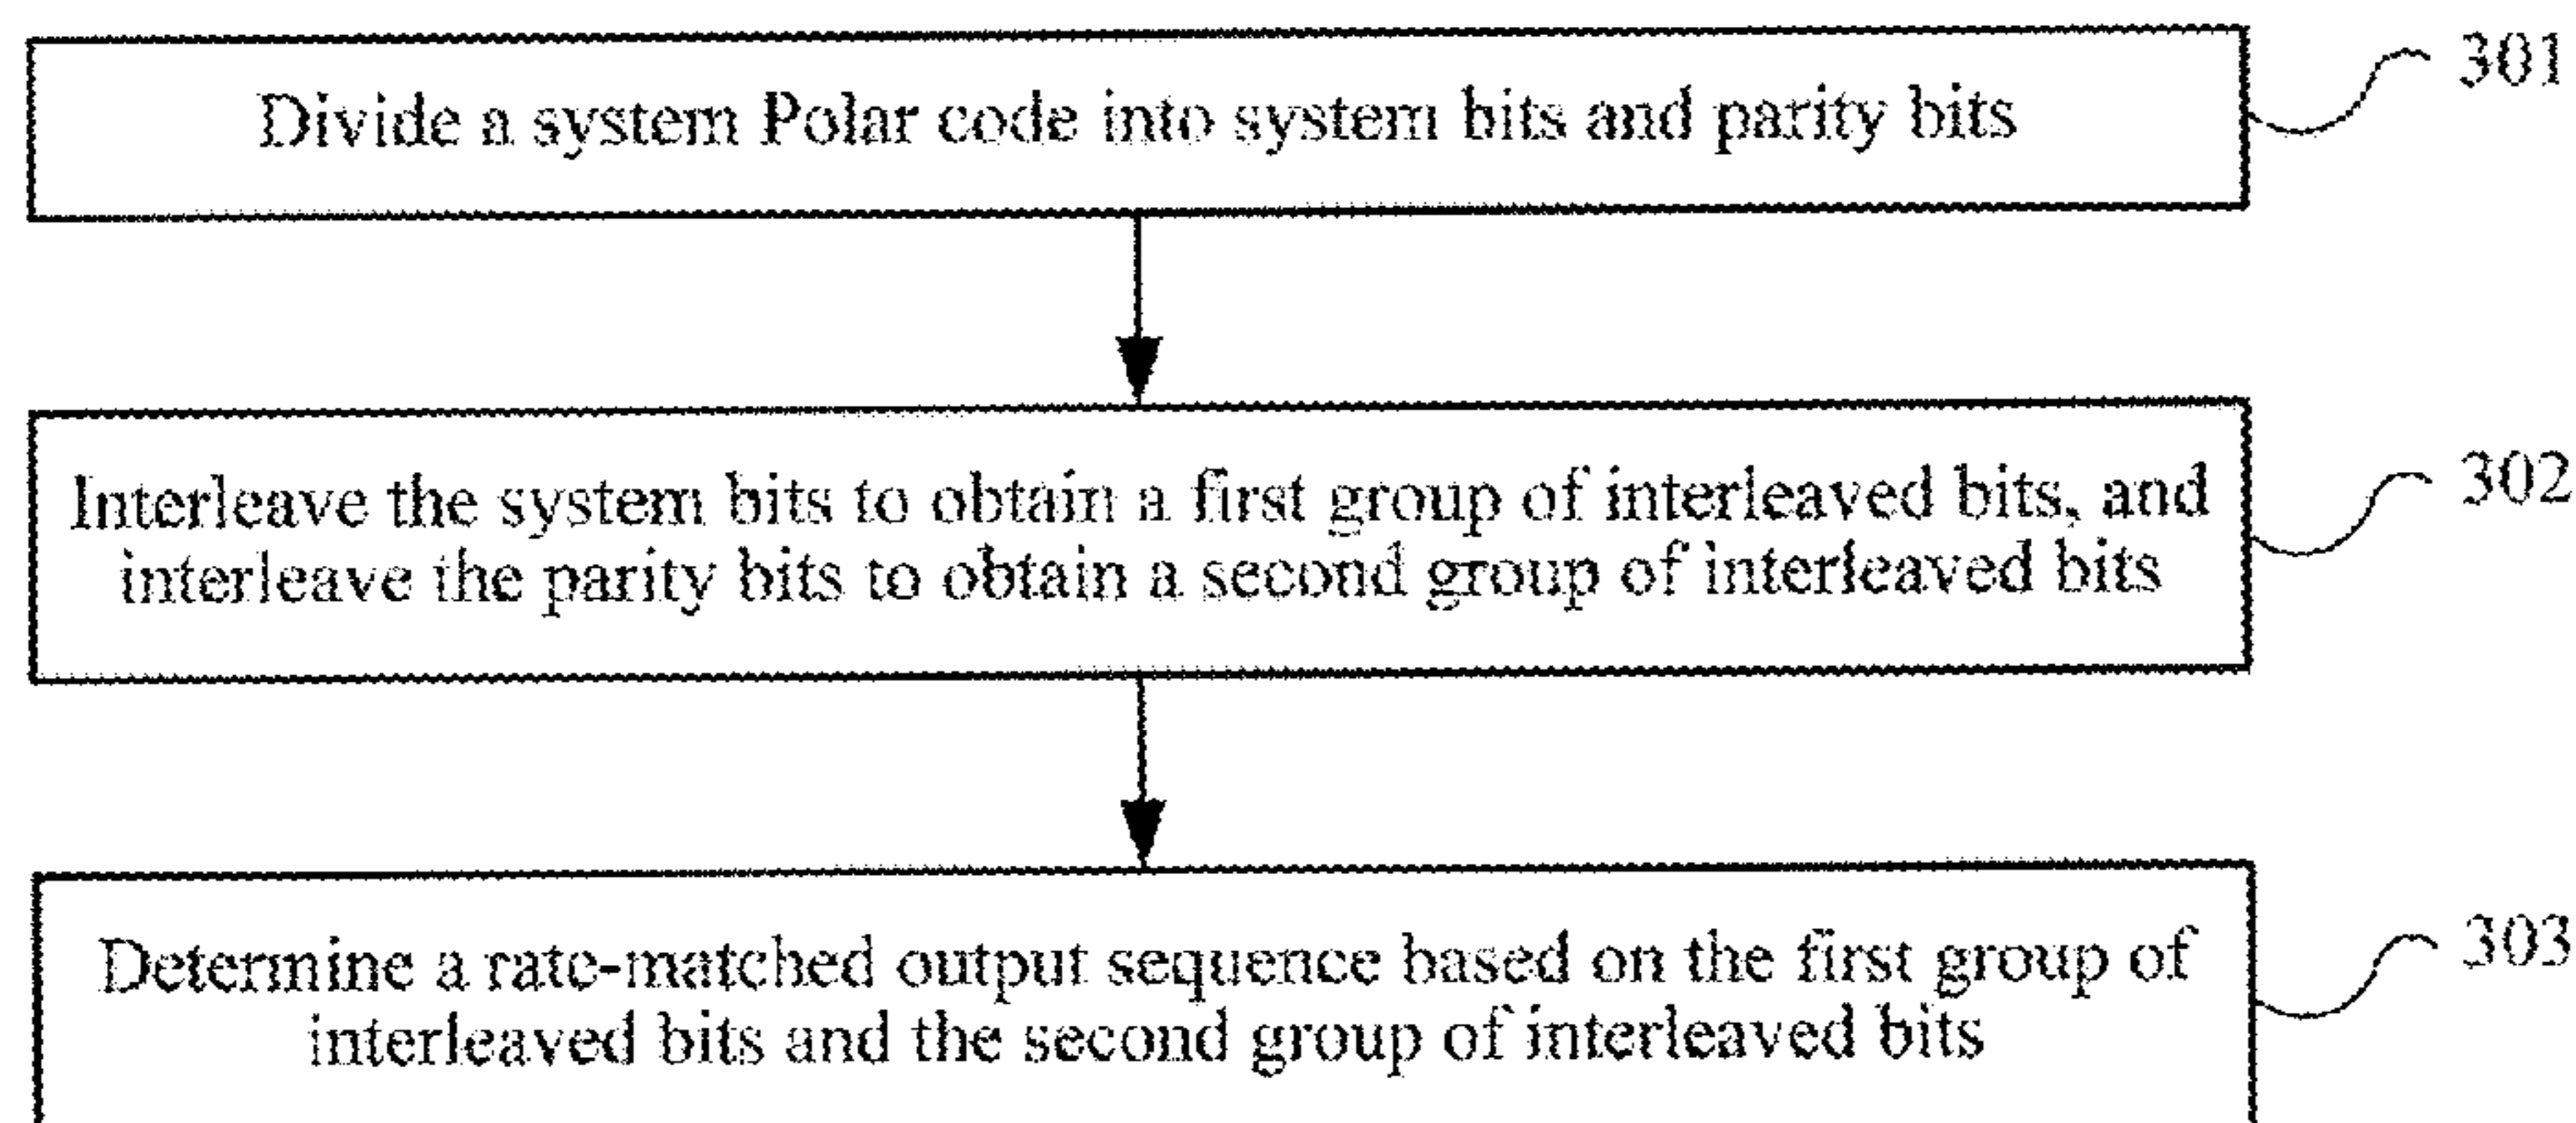 Divide a system Polar code into system bits and parity bits
301
Interleave the system bits to obtain a first group of interleaved bits, and
interleave the parity bits to obtain a second group of interleaved bits
302
Determine a rate-matched output sequence based on the first group of
interleaved bits and the second group of interleaved bits
303